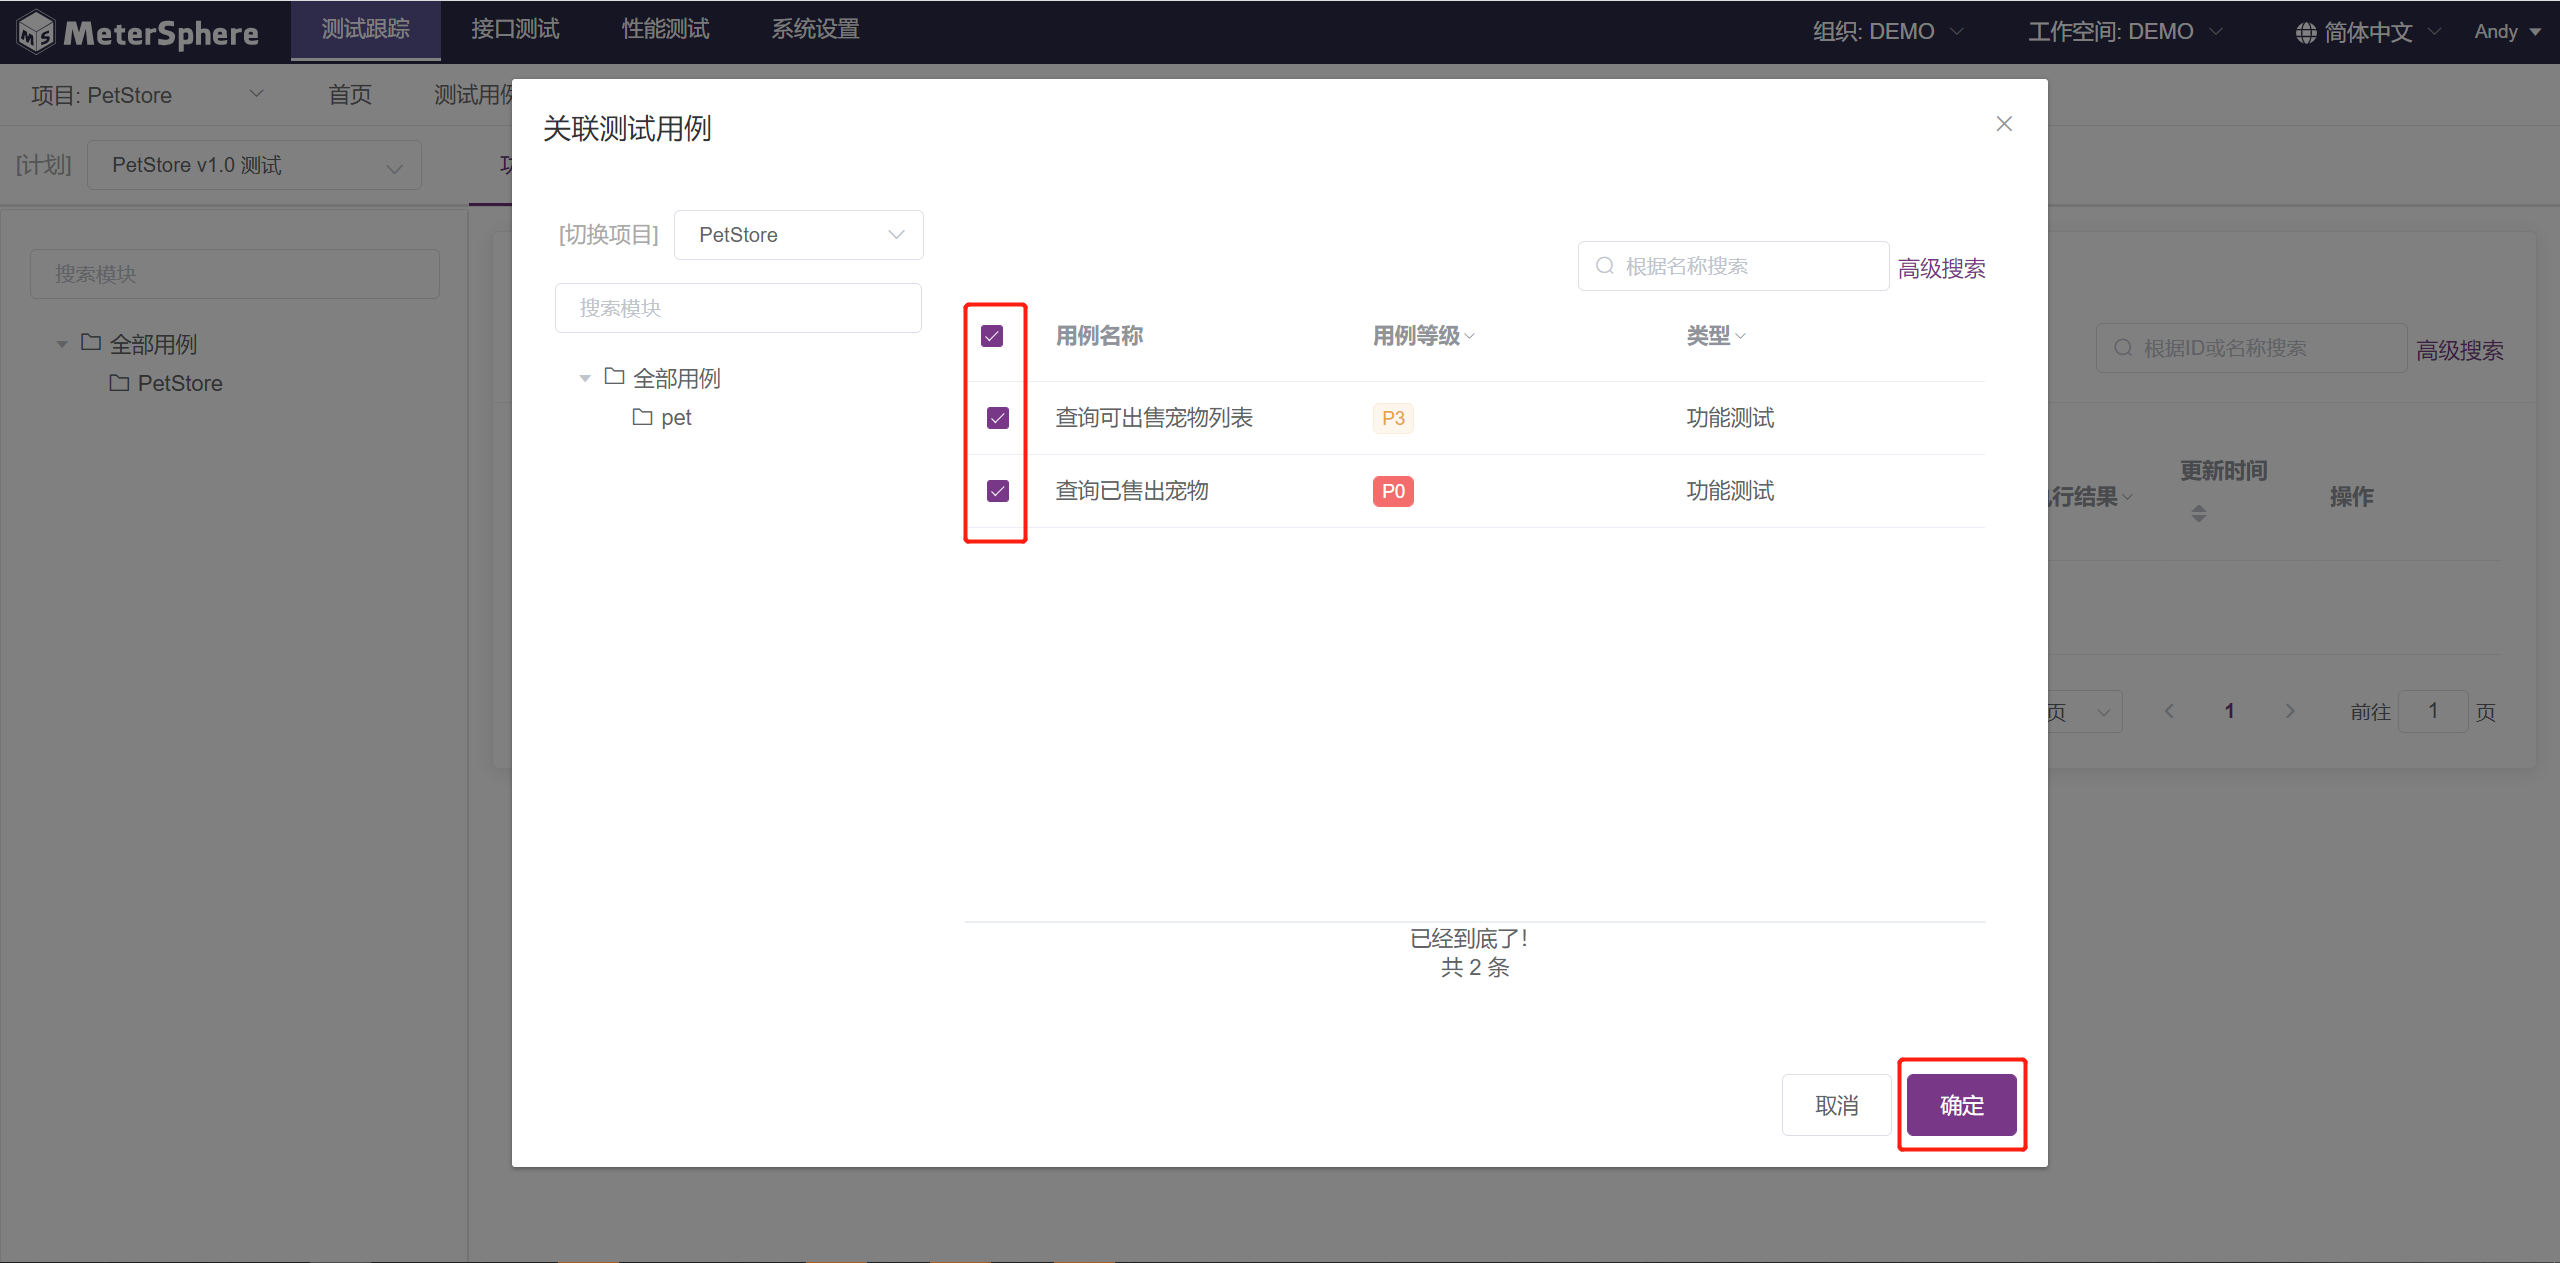 MeterSphere 测试跟踪 接口测试 性能测试 系统设置 组织: DEMO 工作空间: DEMO 简体中文 Andy
项目: PetStore 首页 测试用例
[计划] PetStore v1.0 测试
搜索模块
全部用例
PetStore
关联测试用例
[切换项目] PetStore
搜索模块
全部用例
pet
根据名称搜索 高级搜索
用例名称 用例等级 类型
查询可出售宠物列表 P3 功能测试
查询已售出宠物 P0 功能测试
已经到底了!
共 2 条
取消 确定
根据ID或名称搜索 高级搜索
行结果 更新时间 操作
页 1 前往 1 页